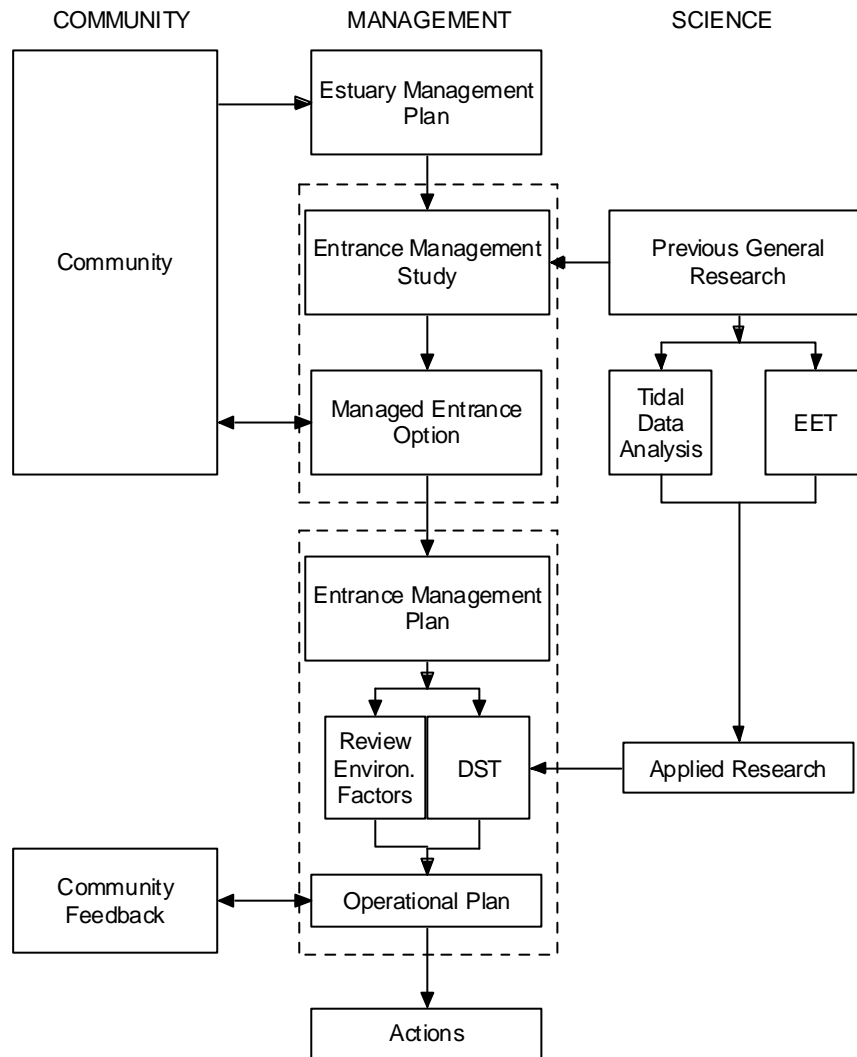 COMMUNITY
MANAGEMENT
SCIENCE
Estuary Management
Plan
Community
Entrance Management
Study
Previous General
Research
Managed Entrance
Option
Tidal
Data
Analysis
EET
Entrance Management
Plan
Review
Environ.
Factors
DST
Applied Research
Community
Feedback
Operational Plan
Actions